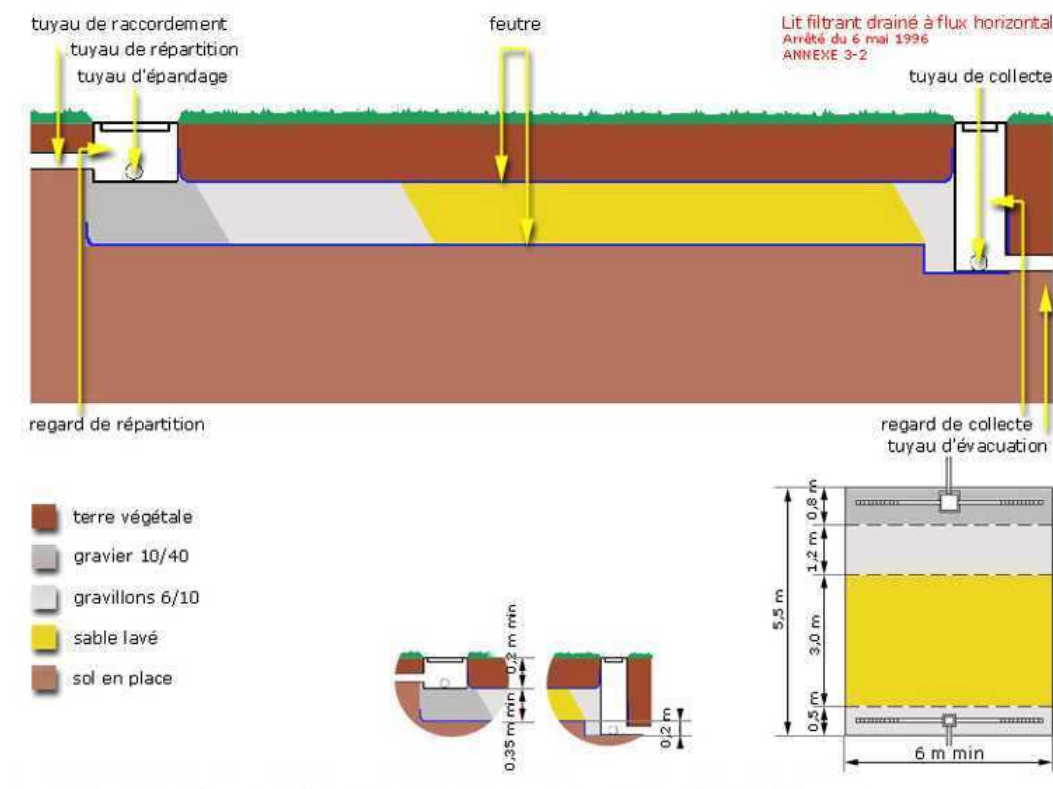 tuyau de raccordement
tuyau de répartition
tuyau d'épandage
feutre
Lit filtrant drainé à flux horizontal
Arrêté du 6 mai 1996
ANNEXE 3-2
tuyau de collecte
regard de répartition
regard de collecte
tuyau d'évacuation
terre végétale
gravier 10/40
gravillons 6/10
sable lavé
sol en place
0,2 m min
0,35 m min
0,2 m
5,5 m
0,8 m
1,2 m
3,0 m
0,5 m
6 m min